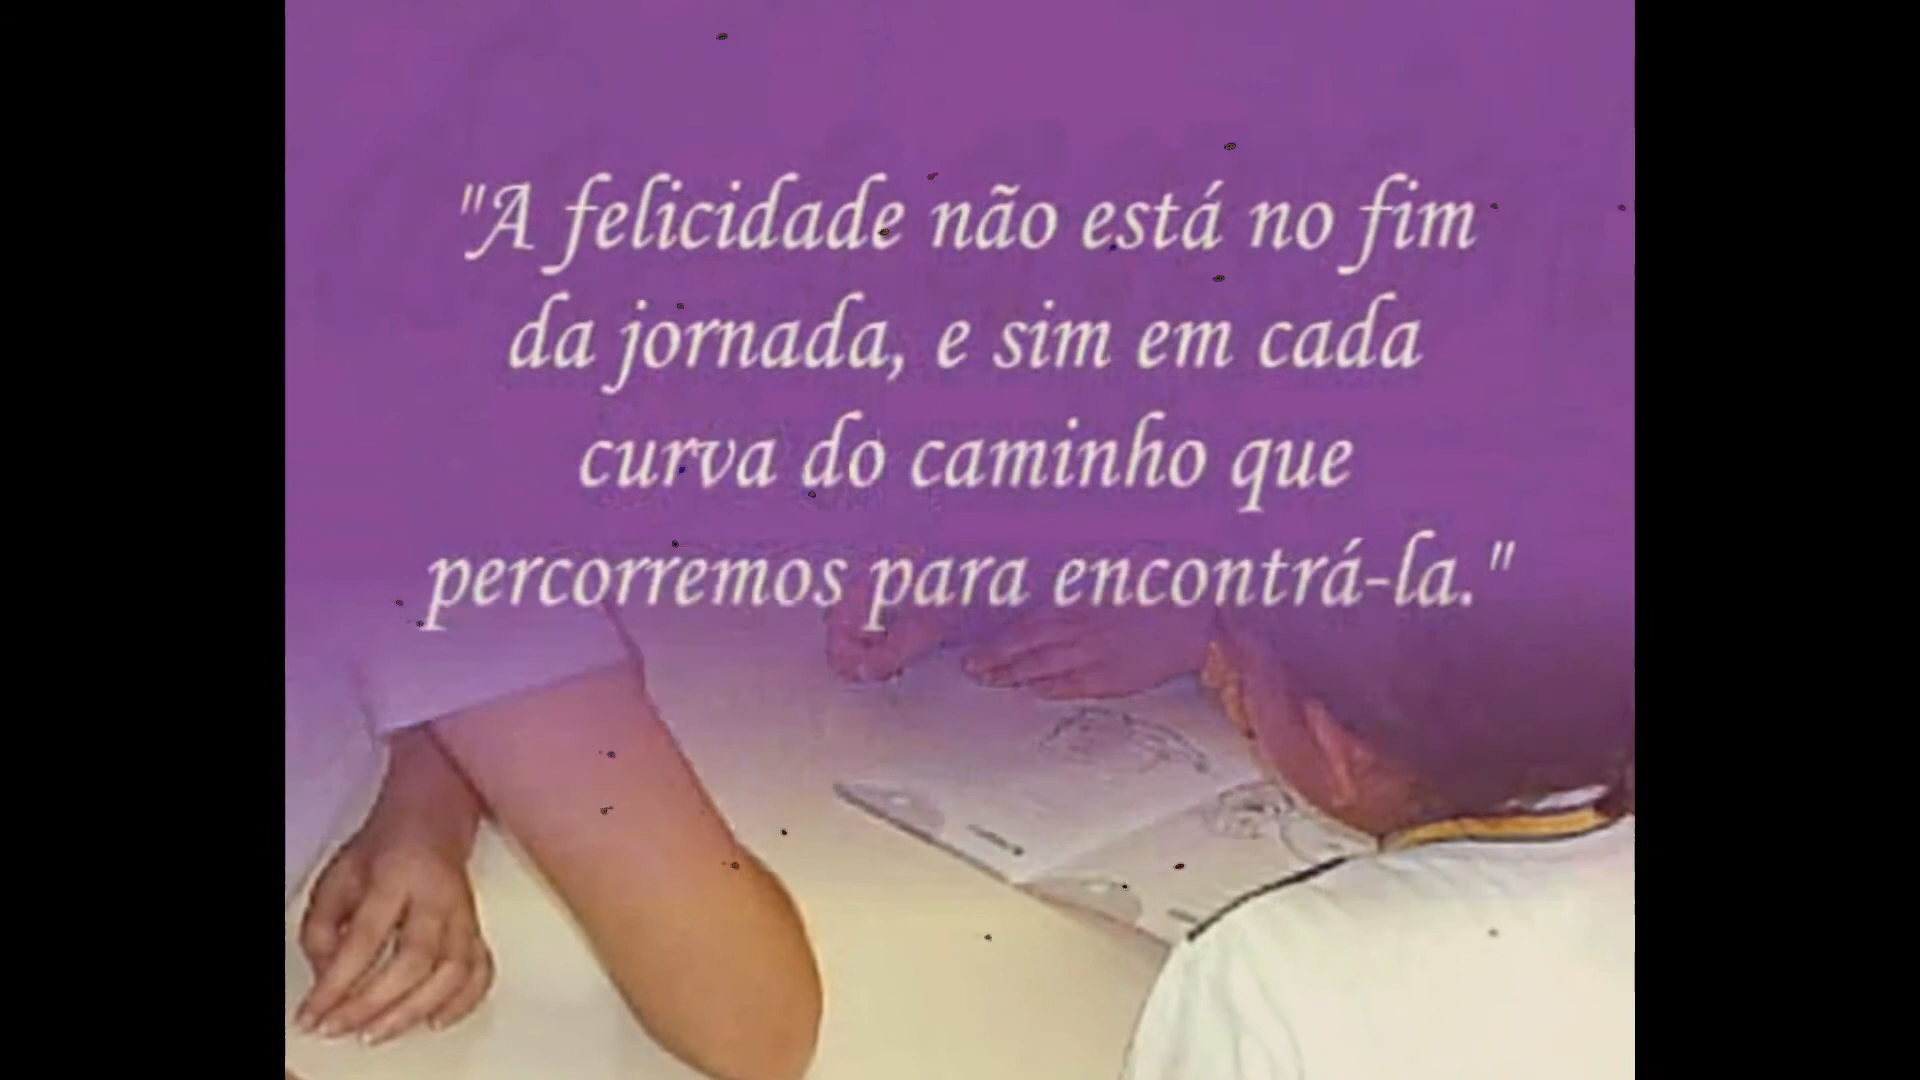 "A felicidade não está no fim
da jornada, e sim em cada
curva do caminho que
percorremos para encontrá-la."